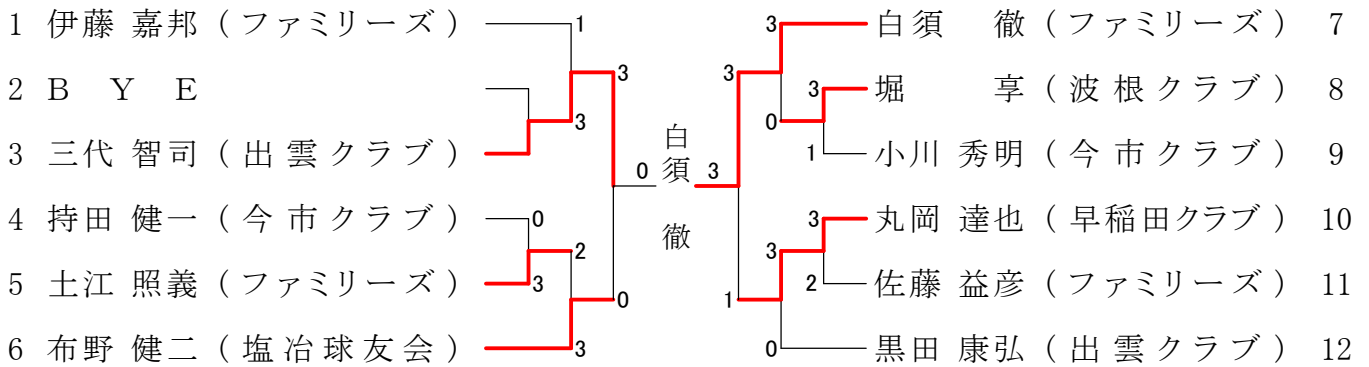 1 伊藤 嘉邦 (ファミリーズ) 1 3 白須 徹 (ファミリーズ) 7
3 3
2 B Y E 3 堀 享 (波根クラブ) 8
3 0
白
3 三代 智司 (出雲クラブ) 1 小川 秀明 (今市クラブ) 9
0 須 3
4 持田 健一 (今市クラブ) 0 3 丸岡 達也 (早稲田クラブ) 10
徹
2 3
5 土江 照義 (ファミリーズ) 3 2 佐藤 益彦 (ファミリーズ) 11
0 1
6 布野 健二 (塩冶球友会) 3 0 黒田 康弘 (出雲クラブ) 12